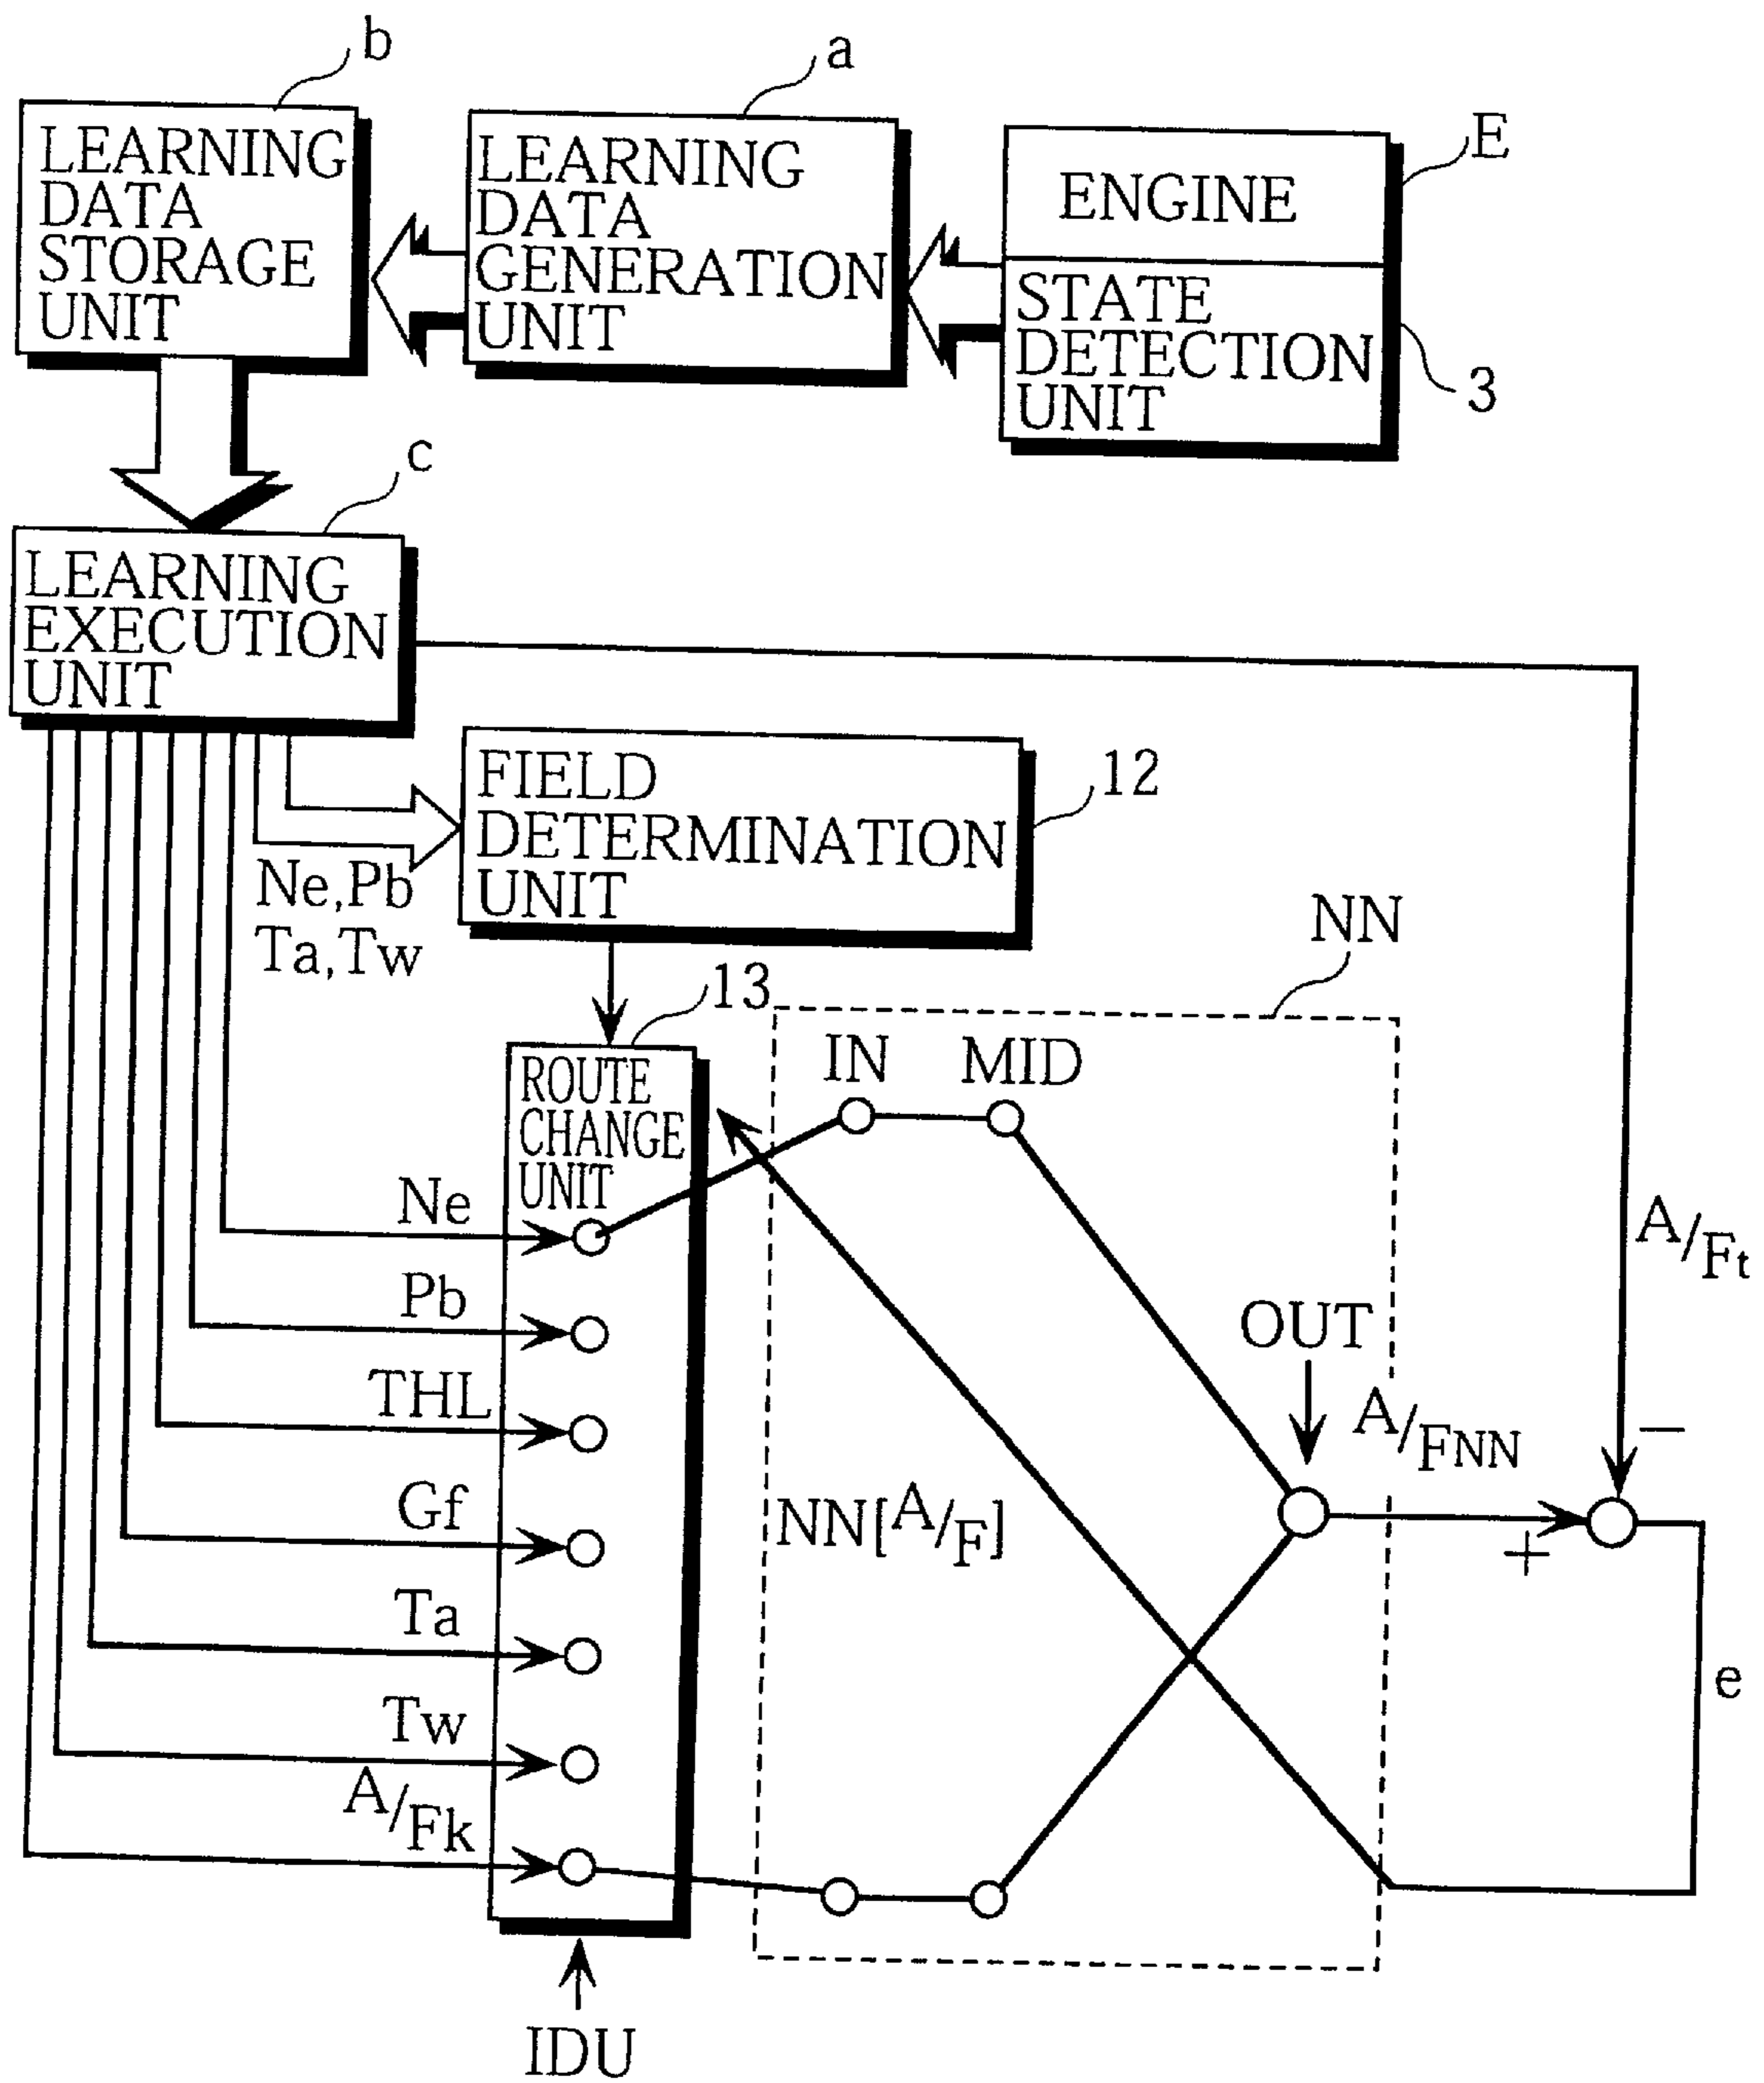 b
a
E
LEARNING
DATA
STORAGE
UNIT
LEARNING
DATA
GENERATION
UNIT
ENGINE
STATE
DETECTION
UNIT
3
c
LEARNING
EXECUTION
UNIT
FIELD
DETERMINATION
UNIT
12
Ne,Pb
Ta,Tw
NN
13
ROUTE
CHANGE
UNIT
IN MID
Ne
Pb
THL
Gf
Ta
Tw
A/Fk
OUT
A/FNN
A/Ft
−
+
NN[A/F]
e
IDU